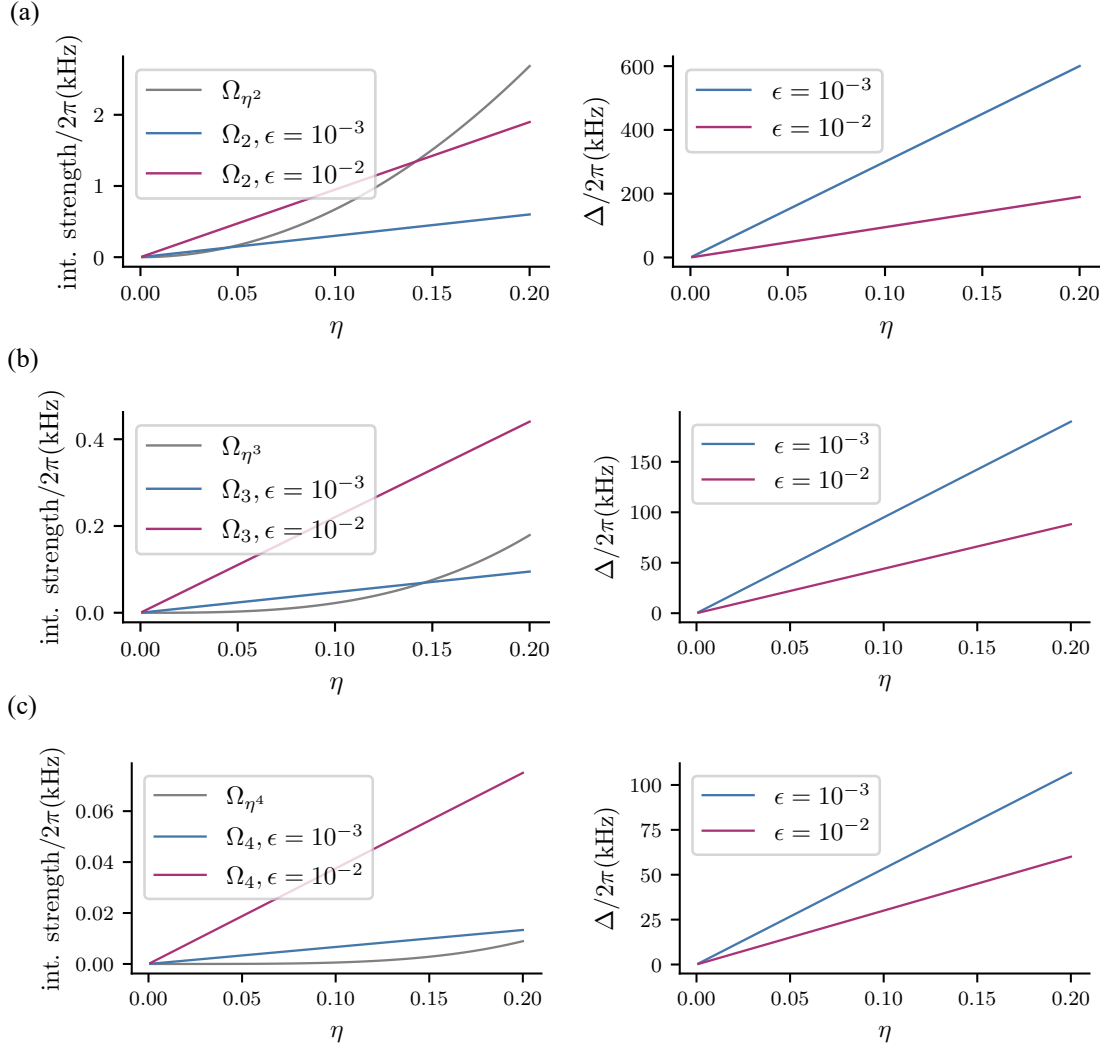 (a)
int. strength/2π(kHz)
2
1
0
Ω_{η²}
Ω₂, ϵ = 10⁻³
Ω₂, ϵ = 10⁻²
0.00 0.05 0.10 0.15 0.20
η
Δ/2π(kHz)
600
400
200
0
ϵ = 10⁻³
ϵ = 10⁻²
0.00 0.05 0.10 0.15 0.20
η
(b)
int. strength/2π(kHz)
0.4
0.2
0.0
Ω_{η³}
Ω₃, ϵ = 10⁻³
Ω₃, ϵ = 10⁻²
0.00 0.05 0.10 0.15 0.20
η
Δ/2π(kHz)
150
100
50
0
ϵ = 10⁻³
ϵ = 10⁻²
0.00 0.05 0.10 0.15 0.20
η
(c)
int. strength/2π(kHz)
0.06
0.04
0.02
0.00
Ω_{η⁴}
Ω₄, ϵ = 10⁻³
Ω₄, ϵ = 10⁻²
0.00 0.05 0.10 0.15 0.20
η
Δ/2π(kHz)
100
75
50
25
0
ϵ = 10⁻³
ϵ = 10⁻²
0.00 0.05 0.10 0.15 0.20
η